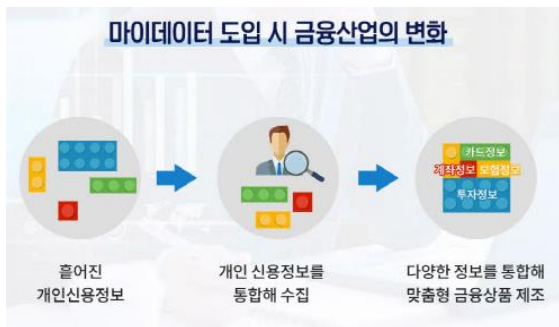 마이데이터 도입 시 금융산업의 변화
카드정보
계좌정보 보험정보
투자정보
흩어진
개인신용정보
개인 신용정보를
통합해 수집
다양한 정보를 통합해
맞춤형 금융상품 제조